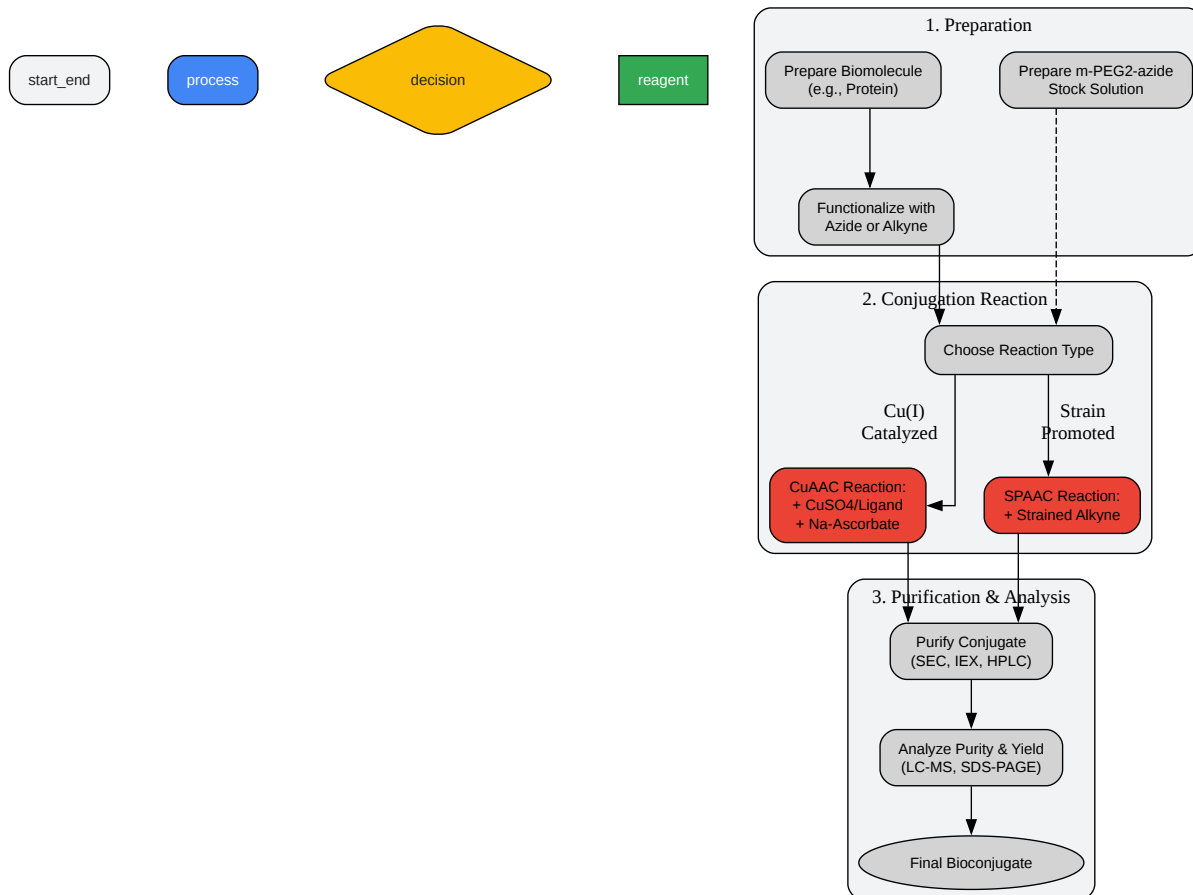 start_end
process
decision
reagent
1. Preparation
Prepare Biomolecule
(e.g., Protein)
Prepare m-PEG2-azide
Stock Solution
Functionalize with
Azide or Alkyne
2. Conjugation Reaction
Choose Reaction Type
Cu(I)
Catalyzed
Strain
Promoted
CuAAC Reaction:
+ CuSO4/Ligand
+ Na-Ascorbate
SPAAC Reaction:
+ Strained Alkyne
3. Purification & Analysis
Purify Conjugate
(SEC, IEX, HPLC)
Analyze Purity & Yield
(LC-MS, SDS-PAGE)
Final Bioconjugate